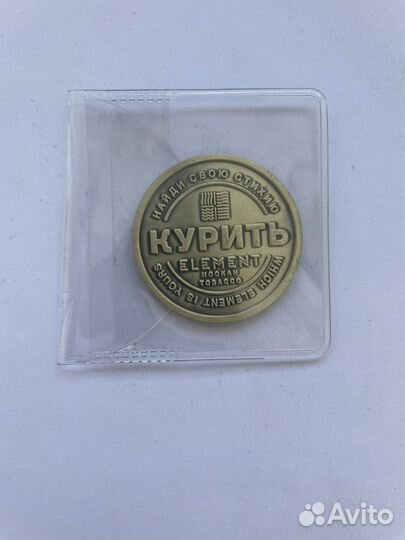 НАЙДИ СВОЮ СТИХИЮ
КУРИТЬ
ELEMENT
HOOKAH
TOBACCO
WHICH ELEMENT IS YOURS
Avito